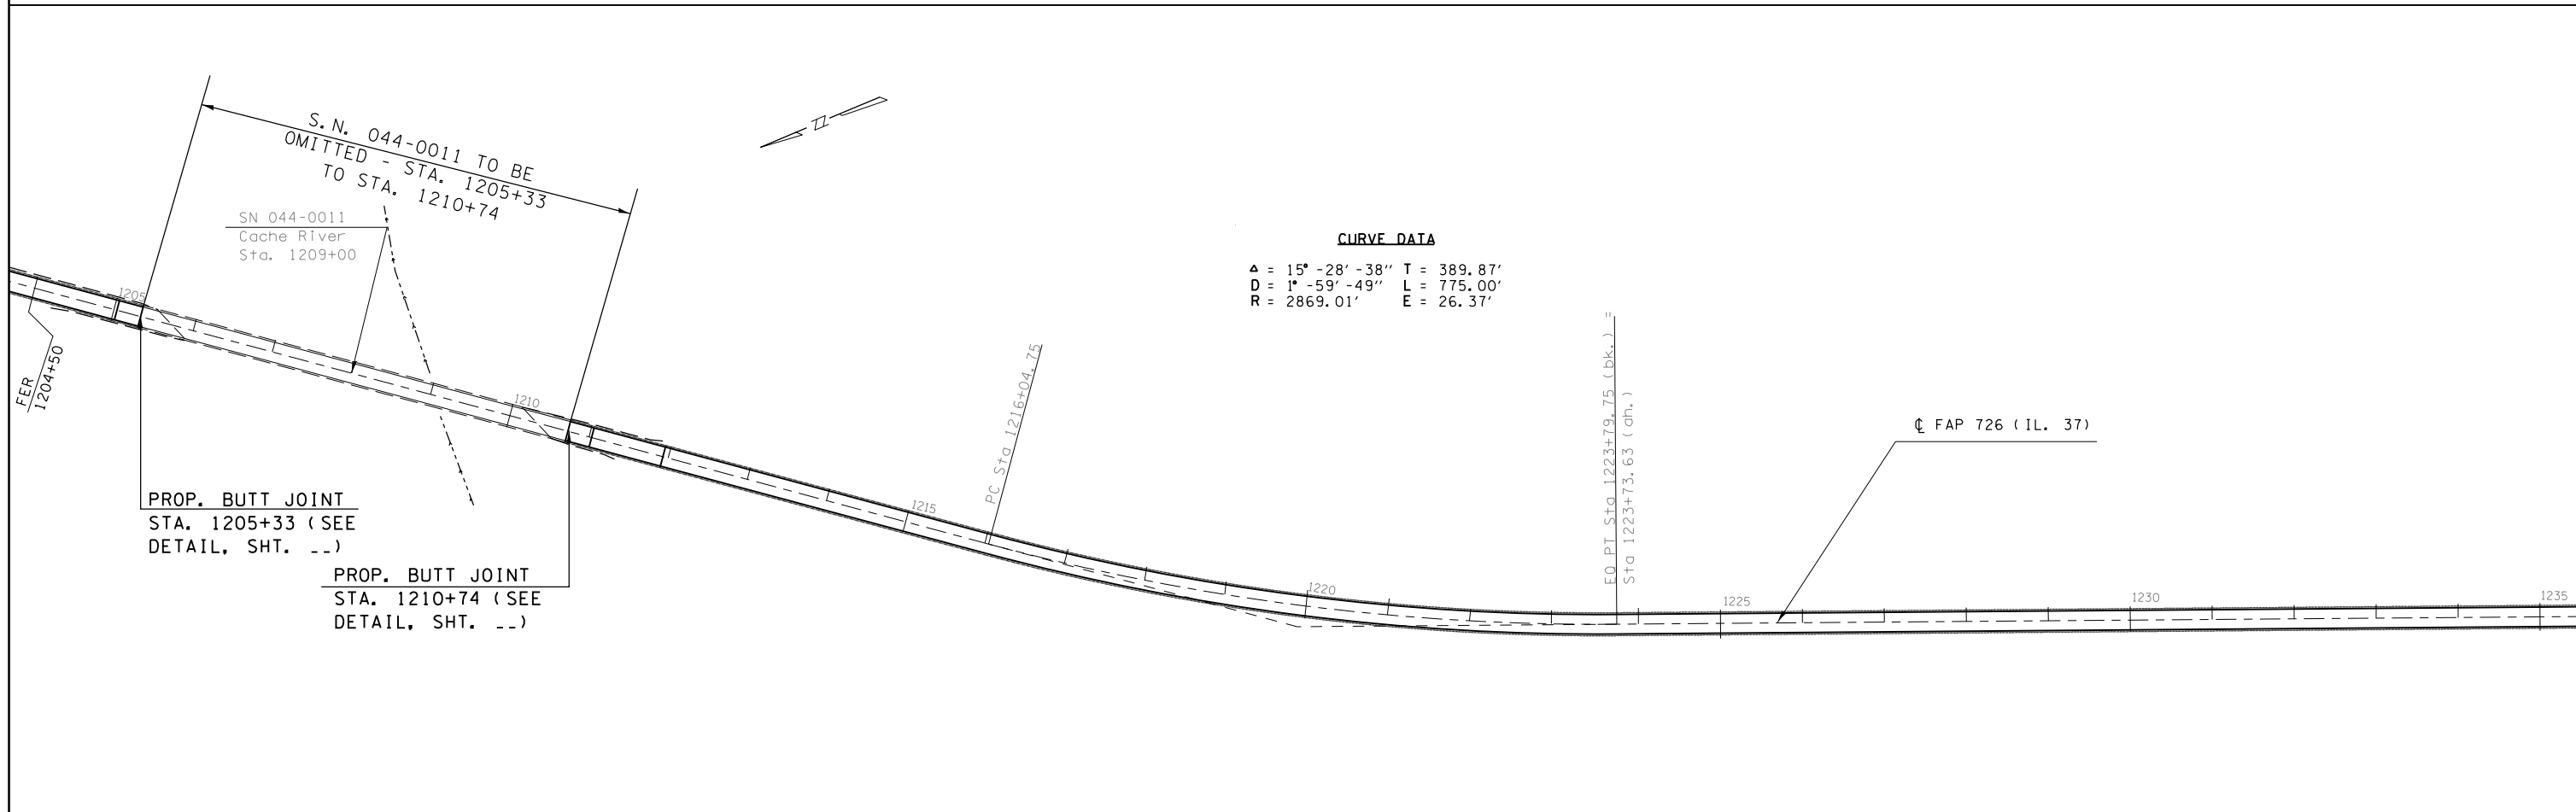 S.N. 044-0011 TO BE
OMITTED - STA. 1205+33
TO STA. 1210+74
SN 044-0011
Cache River
Sta. 1209+00
1205
FER
1204+50
1210
PROP. BUTT JOINT
STA. 1205+33 (SEE
DETAIL, SHT. __)
PROP. BUTT JOINT
STA. 1210+74 (SEE
DETAIL, SHT. __)
1215
PC Sta 1216+04.75
CURVE DATA
Δ = 15° -28' -38" T = 389.87'
D = 1° -59' -49" L = 775.00'
R = 2869.01' E = 26.37'
1220
EQ PT Sta 1223+79.75 (bk.) =
Sta 1223+73.63 (ah.)
1225
℄ FAP 726 (IL. 37)
1230
1235